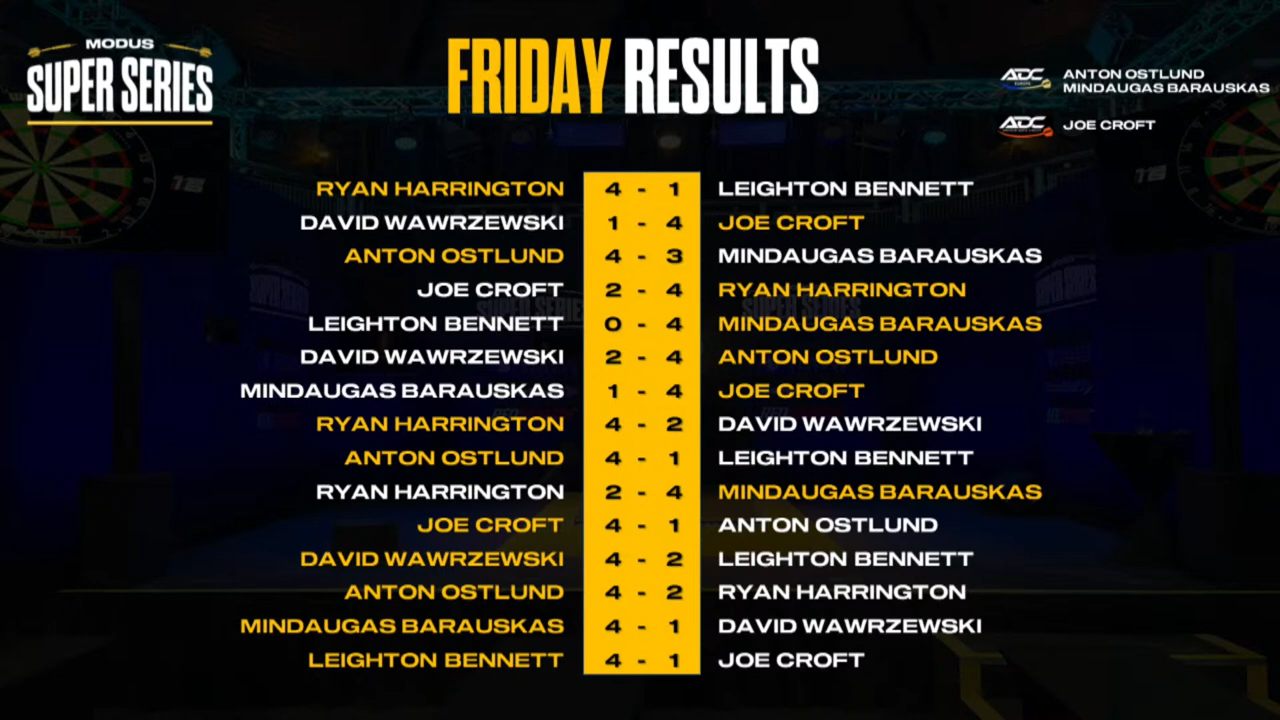 MODUS
SUPER SERIES
FRIDAY RESULTS
ADC ANTON OSTLUND
MINDAUGAS BARAUSKAS
ADC JOE CROFT
RYAN HARRINGTON 4 - 1 LEIGHTON BENNETT
DAVID WAWRZEWSKI 1 - 4 JOE CROFT
ANTON OSTLUND 4 - 3 MINDAUGAS BARAUSKAS
JOE CROFT 2 - 4 RYAN HARRINGTON
LEIGHTON BENNETT 0 - 4 MINDAUGAS BARAUSKAS
DAVID WAWRZEWSKI 2 - 4 ANTON OSTLUND
MINDAUGAS BARAUSKAS 1 - 4 JOE CROFT
RYAN HARRINGTON 4 - 2 DAVID WAWRZEWSKI
ANTON OSTLUND 4 - 1 LEIGHTON BENNETT
RYAN HARRINGTON 2 - 4 MINDAUGAS BARAUSKAS
JOE CROFT 4 - 1 ANTON OSTLUND
DAVID WAWRZEWSKI 4 - 2 LEIGHTON BENNETT
ANTON OSTLUND 4 - 2 RYAN HARRINGTON
MINDAUGAS BARAUSKAS 4 - 1 DAVID WAWRZEWSKI
LEIGHTON BENNETT 4 - 1 JOE CROFT